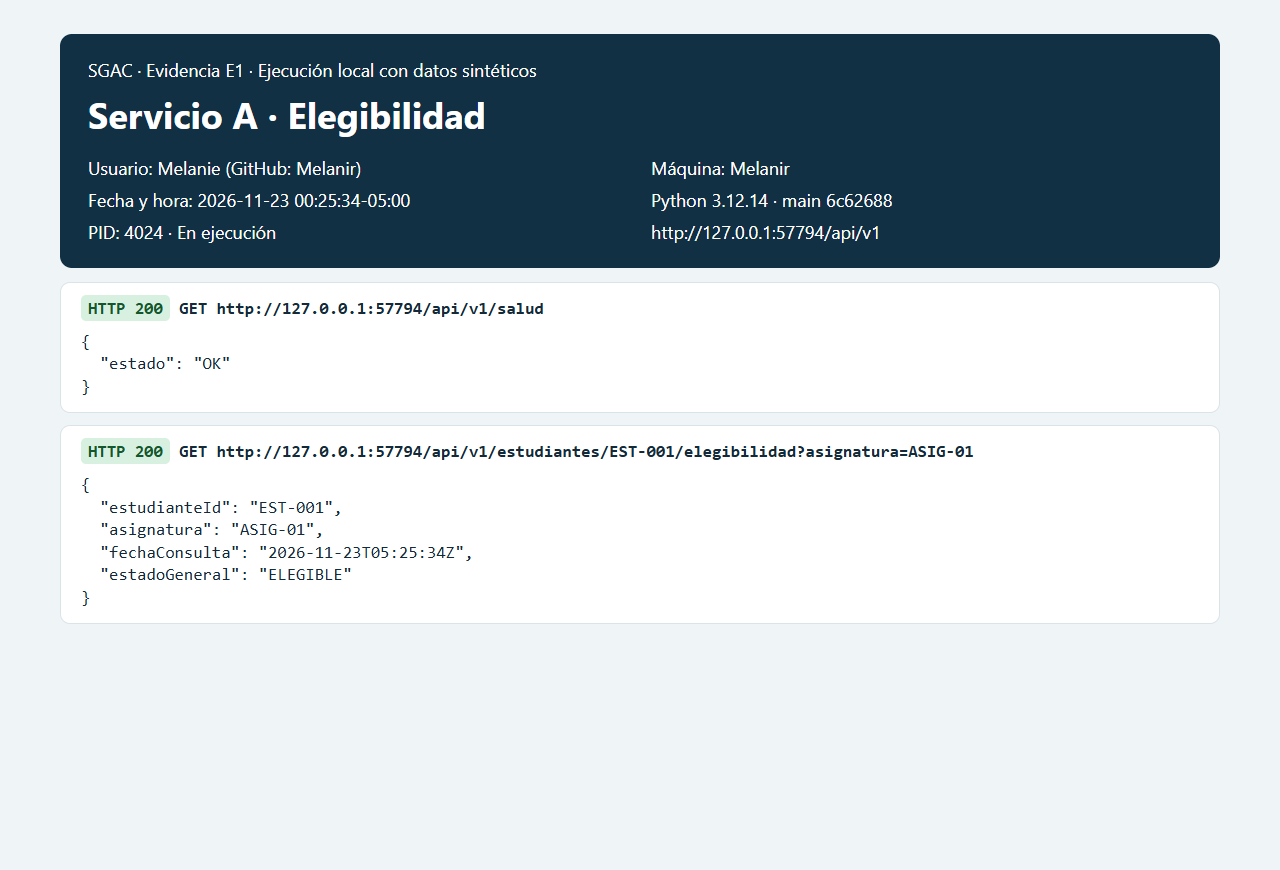 SGAC · Evidencia E1 · Ejecución local con datos sintéticos
Servicio A · Elegibilidad
Usuario: Melanie (GitHub: Melanir)
Máquina: Melanir
Fecha y hora: 2026-11-23 00:25:34-05:00
Python 3.12.14 · main 6c62688
PID: 4024 · En ejecución
http://127.0.0.1:57794/api/v1
HTTP 200 GET http://127.0.0.1:57794/api/v1/salud
{
  "estado": "OK"
}
HTTP 200 GET http://127.0.0.1:57794/api/v1/estudiantes/EST-001/elegibilidad?asignatura=ASIG-01
{
  "estudianteId": "EST-001",
  "asignatura": "ASIG-01",
  "fechaConsulta": "2026-11-23T05:25:34Z",
  "estadoGeneral": "ELEGIBLE"
}